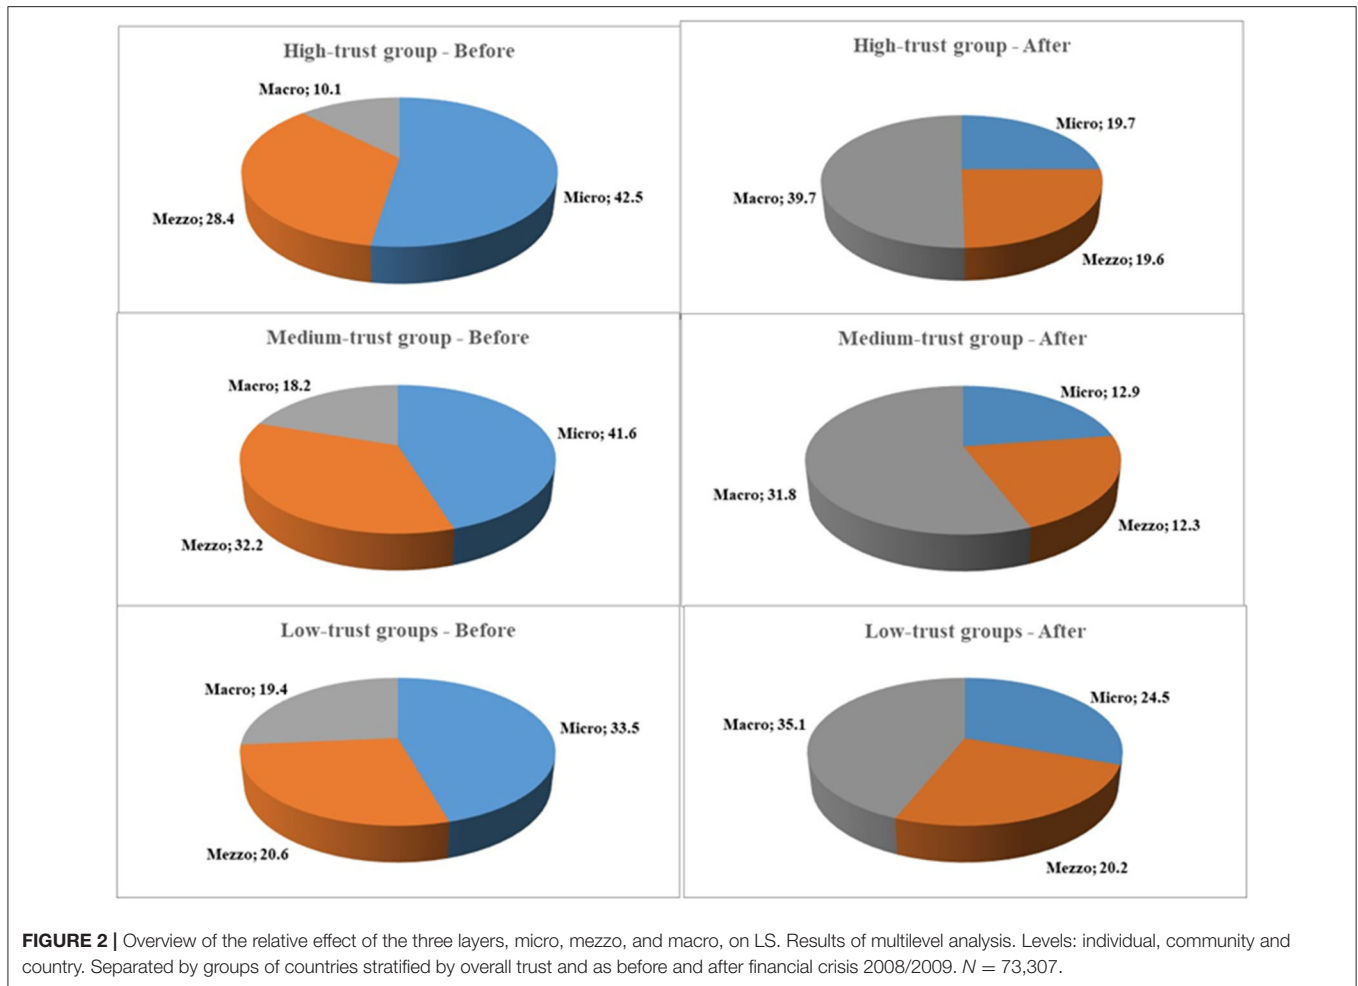 High-trust group - Before
Macro; 10.1
Micro; 42.5
Mezzo; 28.4
High-trust group - After
Micro; 19.7
Macro; 39.7
Mezzo; 19.6
Medium-trust group - Before
Macro; 18.2
Micro; 41.6
Mezzo; 32.2
Medium-trust group - After
Micro; 12.9
Macro; 31.8
Mezzo; 12.3
Low-trust groups - Before
Macro; 19.4
Micro; 33.5
Mezzo; 20.6
Low-trust groups - After
Micro; 24.5
Macro; 35.1
Mezzo; 20.2
FIGURE 2 | Overview of the relative effect of the three layers, micro, mezzo, and macro, on LS. Results of multilevel analysis. Levels: individual, community and
country. Separated by groups of countries stratified by overall trust and as before and after financial crisis 2008/2009. N = 73,307.